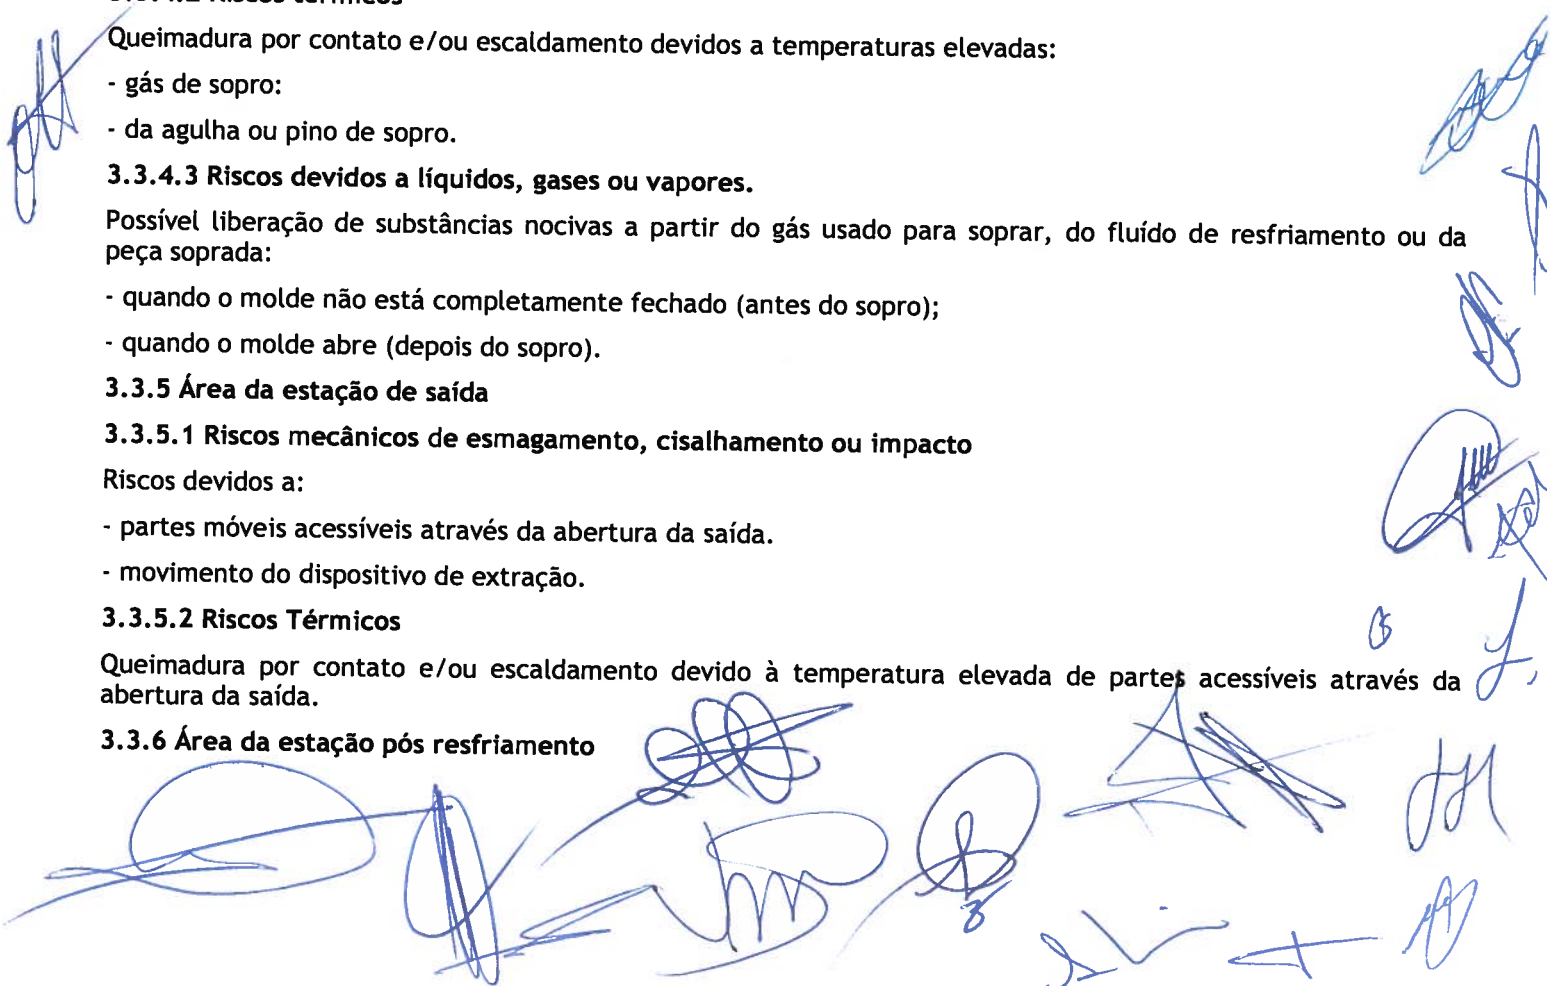 Queimadura por contato e/ou escaldamento devidos a temperaturas elevadas:
- gás de sopro:
- da agulha ou pino de sopro.
3.3.4.3 Riscos devidos a líquidos, gases ou vapores.
Possível liberação de substâncias nocivas a partir do gás usado para soprar, do fluído de resfriamento ou da
peça soprada:
- quando o molde não está completamente fechado (antes do sopro);
- quando o molde abre (depois do sopro).
3.3.5 Área da estação de saída
3.3.5.1 Riscos mecânicos de esmagamento, cisalhamento ou impacto
Riscos devidos a:
- partes móveis acessíveis através da abertura da saída.
- movimento do dispositivo de extração.
3.3.5.2 Riscos Térmicos
Queimadura por contato e/ou escaldamento devido à temperatura elevada de partes acessíveis através da
abertura da saída.
3.3.6 Área da estação pós resfriamento